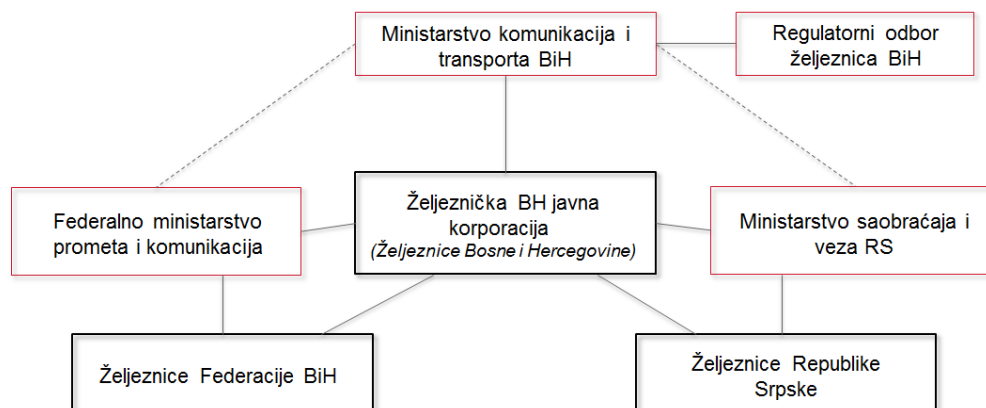 Ministarstvo komunikacija i
transporta BiH
Regulatorni odbor
željeznica BiH
Federalno ministarstvo
prometa i komunikacija
Željeznička BH javna
korporacija
(Željeznice Bosne i Hercegovine)
Ministarstvo saobraćaja i
veza RS
Željeznice Federacije BiH
Željeznice Republike
Srpske